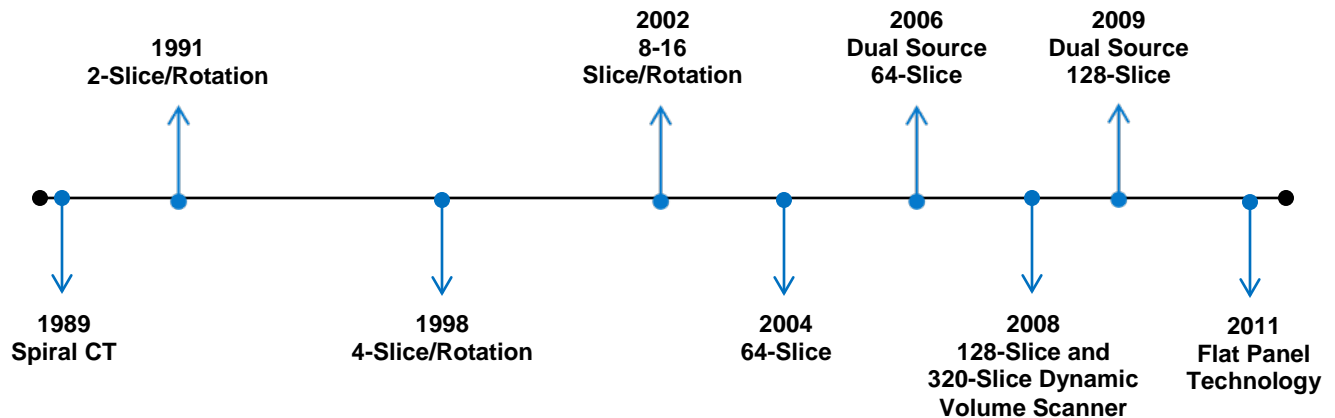 1991
2-Slice/Rotation
2002
8-16
Slice/Rotation
2006
Dual Source
64-Slice
2009
Dual Source
128-Slice
1989
Spiral CT
1998
4-Slice/Rotation
2004
64-Slice
2008
128-Slice and
320-Slice Dynamic
Volume Scanner
2011
Flat Panel
Technology